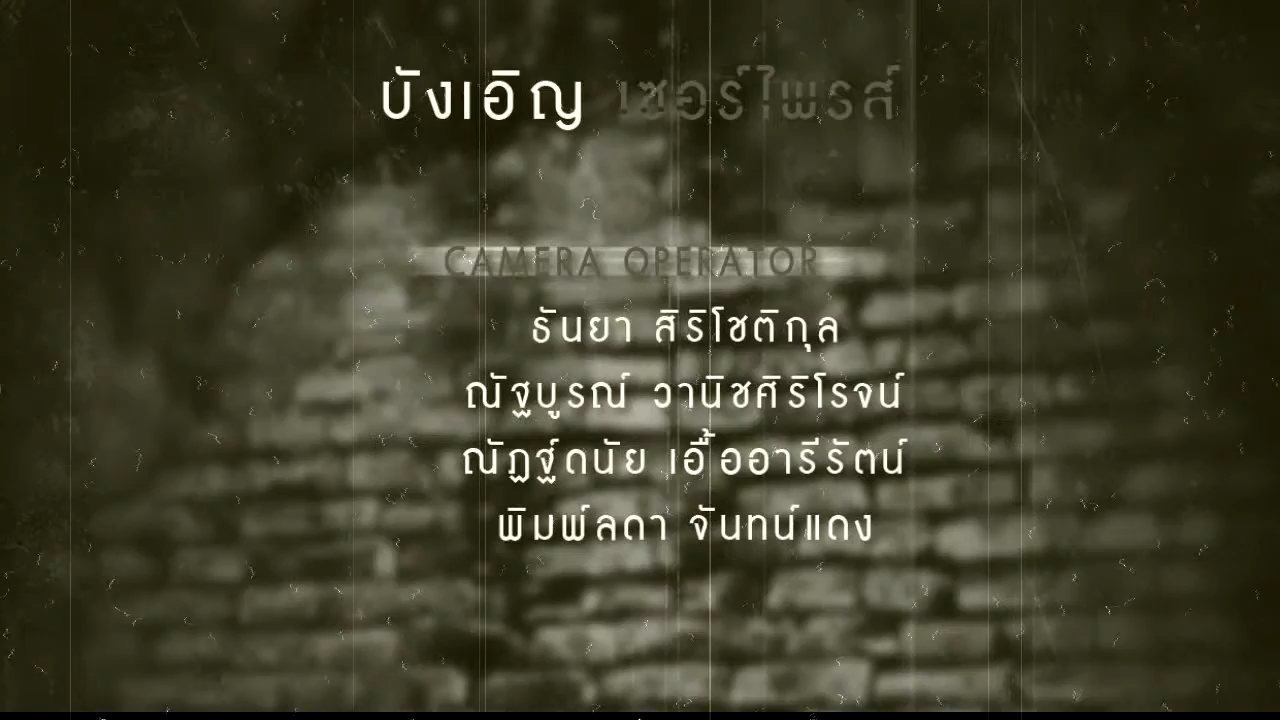 บังเอิญ เซอร์ไพรส์
CAMERA OPERATOR
ธันยา สิริโชติกุล
ณัฐบูรณ์ วานิชศิริโรจน์
ณัฏฐ์ดนัย เอื้ออารีรัตน์
พิมพ์ลดา จันทน์แดง